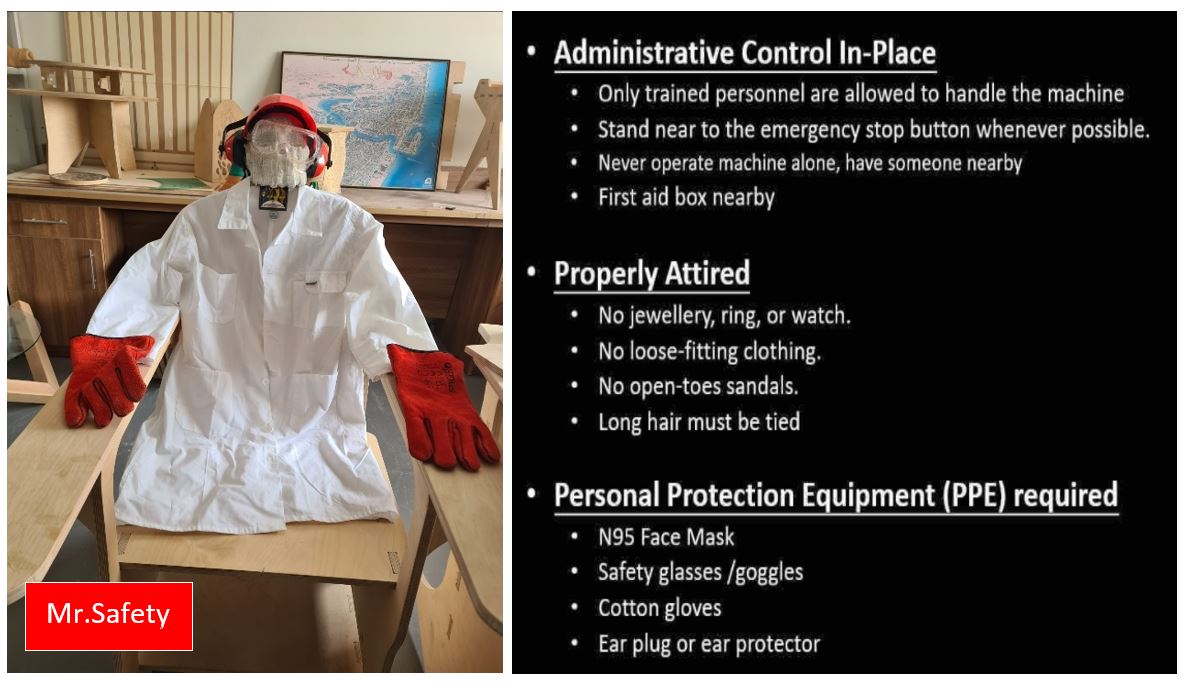 Mr.Safety
• Administrative Control In-Place
• Only trained personnel are allowed to handle the machine
• Stand near to the emergency stop button whenever possible.
• Never operate machine alone, have someone nearby
• First aid box nearby
• Properly Attired
• No jewellery, ring, or watch.
• No loose-fitting clothing.
• No open-toes sandals.
• Long hair must be tied
• Personal Protection Equipment (PPE) required
• N95 Face Mask
• Safety glasses /goggles
• Cotton gloves
• Ear plug or ear protector